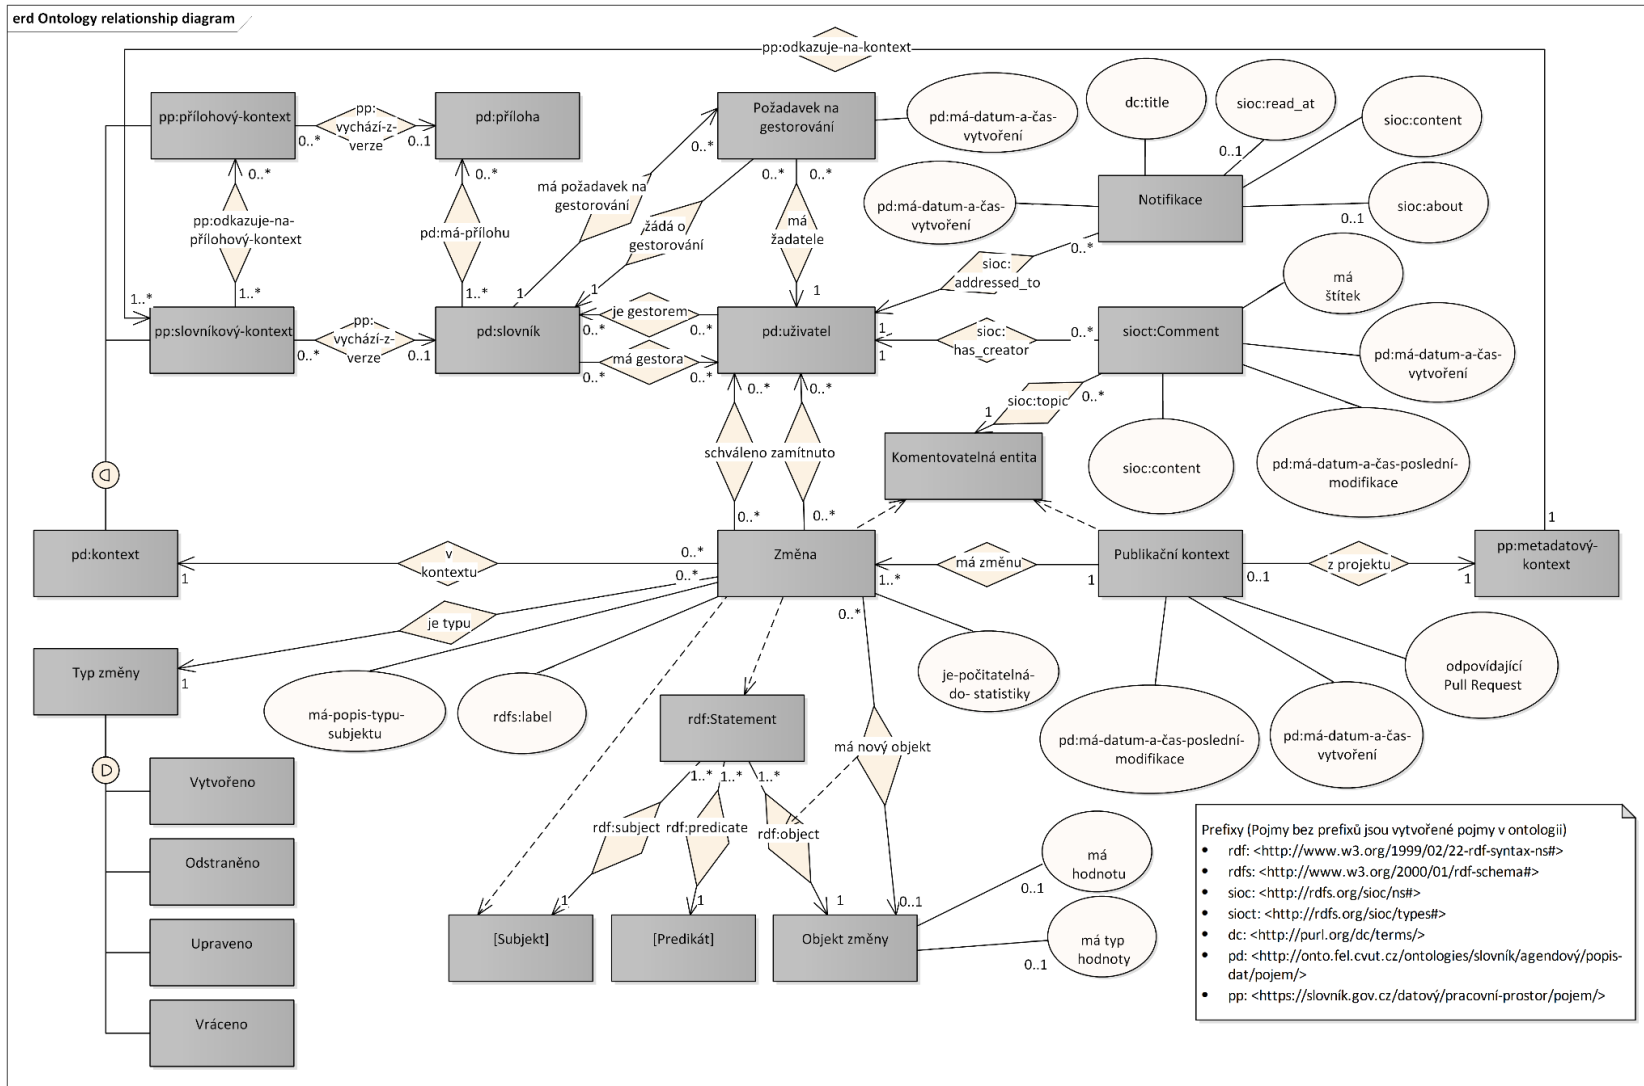 erd Ontology relationship diagram
pp:odkazuje-na-kontext
pp:přílohový-kontext
pp:
vychází-z-
verze
0..*
0..1
pd:příloha
Požadavek na
gestorování
pd:má-datum-a-čas-
vytvoření
dc:title
sioc:read_at
sioc:content
0..1
0..*
0..*
0..*
0..*
0..*
má požadavek na
gestorování
pp:odkazuje-na-
přílohový-kontext
pd:má-přílohu
žádá o
gestorování
má
žadatele
pd:má-datum-a-čas-
vytvoření
Notifikace
sioc:about
0..1
0..*
sioc:
addressed_to
má
štítek
1..*
1..*
1..*
1
1
1
pp:slovníkový-kontext
pp:
vychází-z-
verze
0..*
0..1
pd:slovník
je gestorem
0..*
0..*
má gestora
0..*
0..*
pd:uživatel
1
1
sioc:
has_creator
0..*
sioct:Comment
pd:má-datum-a-čas-
vytvoření
0..*
0..*
sioc:topic
0..*
1
schváleno
zamítnuto
Komentovatelná entita
sioc:content
pd:má-datum-a-čas-poslední-
modifikace
0..*
0..*
1
pd:kontext
1
v
kontextu
0..*
Změna
1..*
má změnu
1
Publikační kontext
0..1
z projektu
1
pp:metadatový-
kontext
0..*
0..*
je typu
Typ změny
1
má-popis-typu-
subjektu
rdfs:label
je-počitatelná-
do- statistiky
odpovídající
Pull Request
rdf:Statement
má nový objekt
pd:má-datum-a-čas-poslední-
modifikace
pd:má-datum-a-čas-
vytvoření
Vytvořeno
1..*
1..*
1..*
rdf:subject
rdf:predicate
rdf:object
Odstraněno
má
hodnotu
0..1
1
1
1
0..1
Upraveno
[Subjekt]
[Predikát]
Objekt změny
má typ
hodnoty
0..1
Vráceno
Prefixy (Pojmy bez prefixů jsou vytvořené pojmy v ontologii)
• rdf: <http://www.w3.org/1999/02/22-rdf-syntax-ns#>
• rdfs: <http://www.w3.org/2000/01/rdf-schema#>
• sioc: <http://rdfs.org/sioc/ns#>
• sioct: <http://rdfs.org/sioc/types#>
• dc: <http://purl.org/dc/terms/>
• pd: <http://onto.fel.cvut.cz/ontologies/slovník/agendový/popis-
dat/pojem/>
• pp: <https://slovník.gov.cz/datový/pracovní-prostor/pojem/>